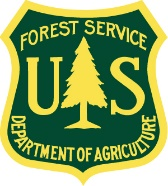 FOREST SERVICE
U S
DEPARTMENT OF AGRICULTURE